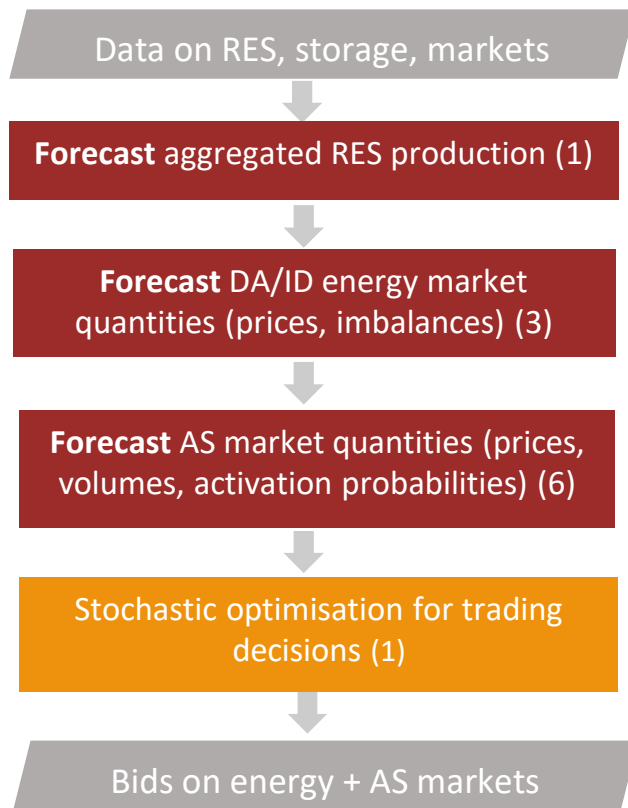 Data on RES, storage, markets
Forecast aggregated RES production (1)
Forecast DA/ID energy market
quantities (prices, imbalances) (3)
Forecast AS market quantities (prices,
volumes, activation probabilities) (6)
Stochastic optimisation for trading
decisions (1)
Bids on energy + AS markets